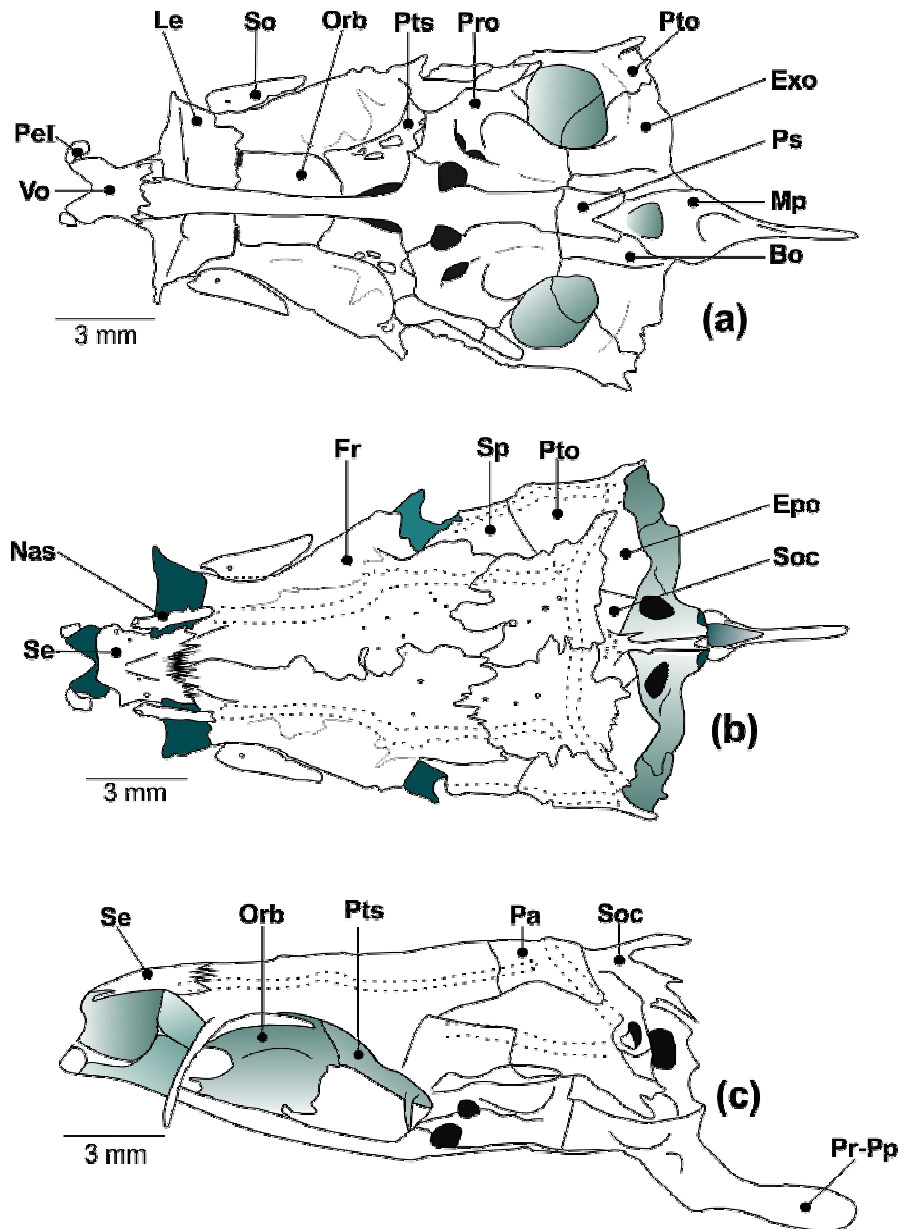 Le So Orb Pts Pro Pto
Exo
PeI
Ps
Vo
Mp
Bo
(a)
3 mm
Fr Sp Pto
Epo
Nas
Soc
Se
(b)
3 mm
Se Orb Pts Pa Soc
(c)
3 mm
Pr-Pp